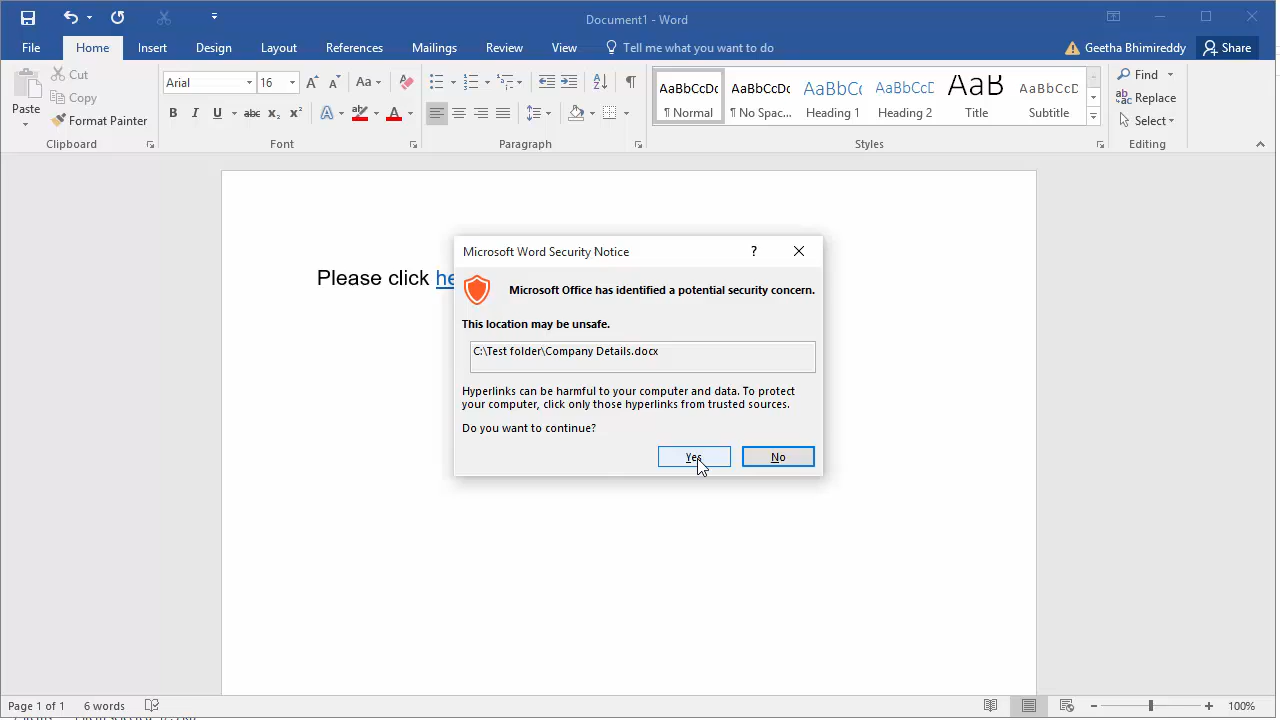 Document1 - Word
File Home Insert Design Layout References Mailings Review View Tell me what you want to do Geetha Bhimireddy Share
Paste
Cut
Copy
Format Painter
Clipboard
Arial 16 Aa
B I U abc x₂ x² A A
Font
Paragraph
AaBbCcDc AaBbCcDc AaBbCc AaBbCcD AaB AaBbCcD
¶ Normal ¶ No Spac... Heading 1 Heading 2 Title Subtitle
Styles
Find
Replace
Select
Editing
Please click he
Microsoft Word Security Notice ?
Microsoft Office has identified a potential security concern.
This location may be unsafe.
C:\Test folder\Company Details.docx
Hyperlinks can be harmful to your computer and data. To protect
your computer, click only those hyperlinks from trusted sources.
Do you want to continue?
Yes No
Page 1 of 1 6 words 100%